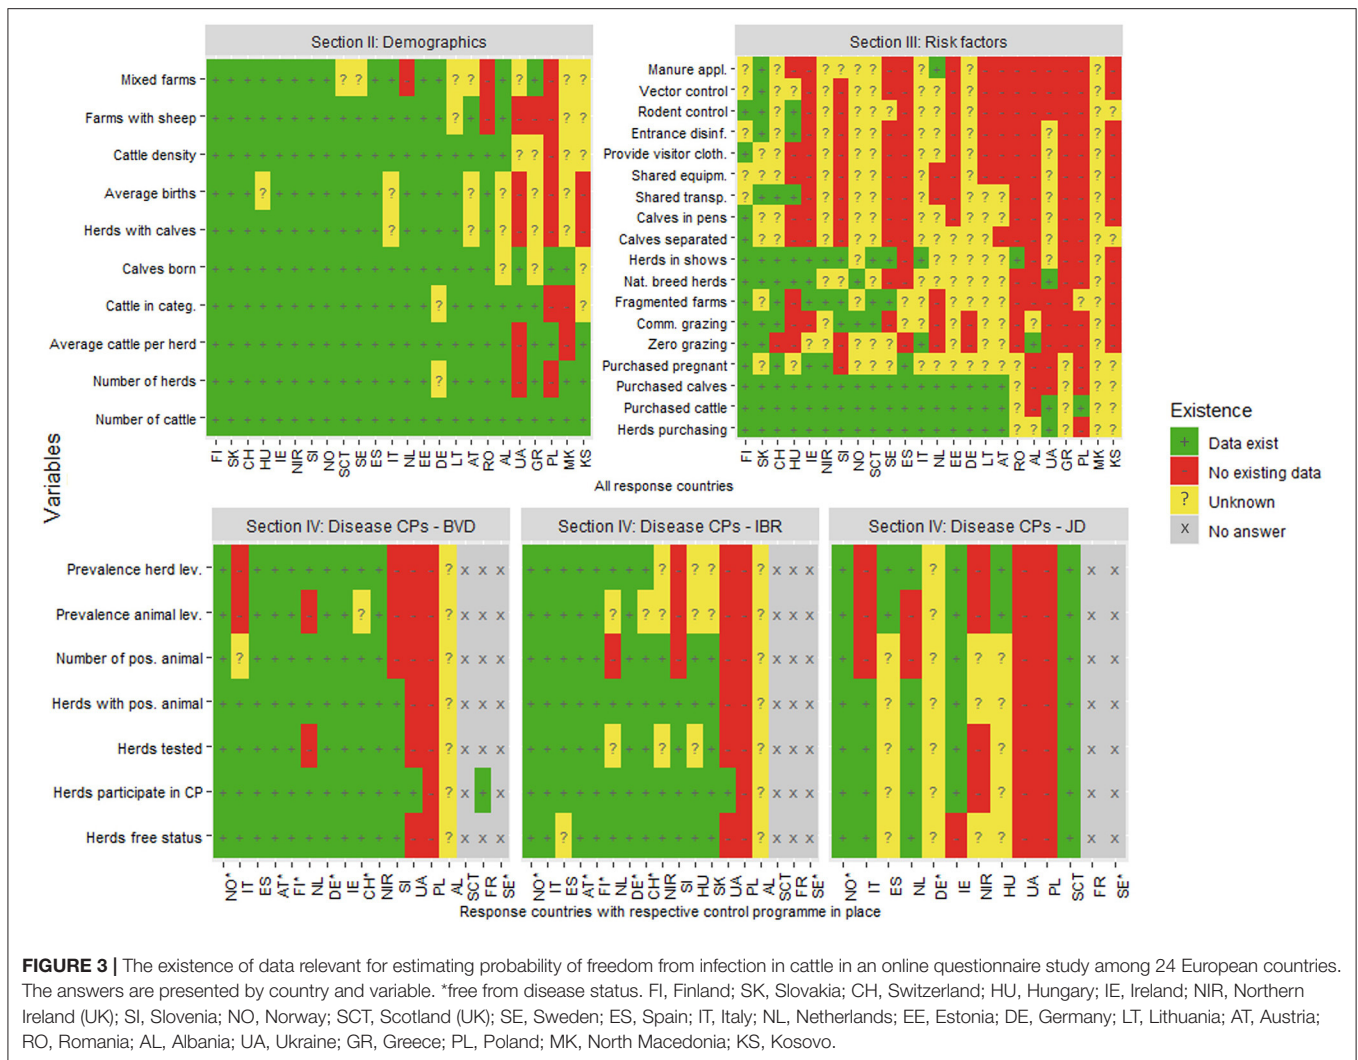 Section II: Demographics
Mixed farms
Farms with sheep
Cattle density
Average births
Herds with calves
Calves born
Cattle in categ.
Average cattle per herd
Number of herds
Number of cattle
FI SK CH HU IE NIR SI NO SCT SE ES IT NL EE DE LT AT RO AL UA GR PL MK KS
Section III: Risk factors
Manure appl.
Vector control
Rodent control
Entrance disinf.
Provide visitor cloth.
Shared equipm.
Shared transp.
Calves in pens
Calves separated
Herds in shows
Nat. breed herds
Fragmented farms
Comm. grazing
Zero grazing
Purchased pregnant
Purchased calves
Purchased cattle
Herds purchasing
FI SK CH HU IE NIR SI NO SCT SE ES IT NL EE DE LT AT RO AL UA GR PL MK KS
All response countries
Variables
Existence
+ Data exist
- No existing data
? Unknown
x No answer
Section IV: Disease CPs - BVD
Prevalence herd lev.
Prevalence animal lev.
Number of pos. animal
Herds with pos. animal
Herds tested
Herds participate in CP
Herds free status
NO* IT ES AT* FI* NL DE* IE CH* NIR SI UA PL AL SCT FR SE*
Section IV: Disease CPs - IBR
NO* IT ES AT* FI* NL DE* CH* NIR SI HU SK UA PL AL SCT FR SE*
Section IV: Disease CPs - JD
NO* IT ES NL DE* IE NIR HU UA PL SCT FR SE*
Response countries with respective control programme in place
FIGURE 3 | The existence of data relevant for estimating probability of freedom from infection in cattle in an online questionnaire study among 24 European countries.
The answers are presented by country and variable. *free from disease status. FI, Finland; SK, Slovakia; CH, Switzerland; HU, Hungary; IE, Ireland; NIR, Northern
Ireland (UK); SI, Slovenia; NO, Norway; SCT, Scotland (UK); SE, Sweden; ES, Spain; IT, Italy; NL, Netherlands; EE, Estonia; DE, Germany; LT, Lithuania; AT, Austria;
RO, Romania; AL, Albania; UA, Ukraine; GR, Greece; PL, Poland; MK, North Macedonia; KS, Kosovo.